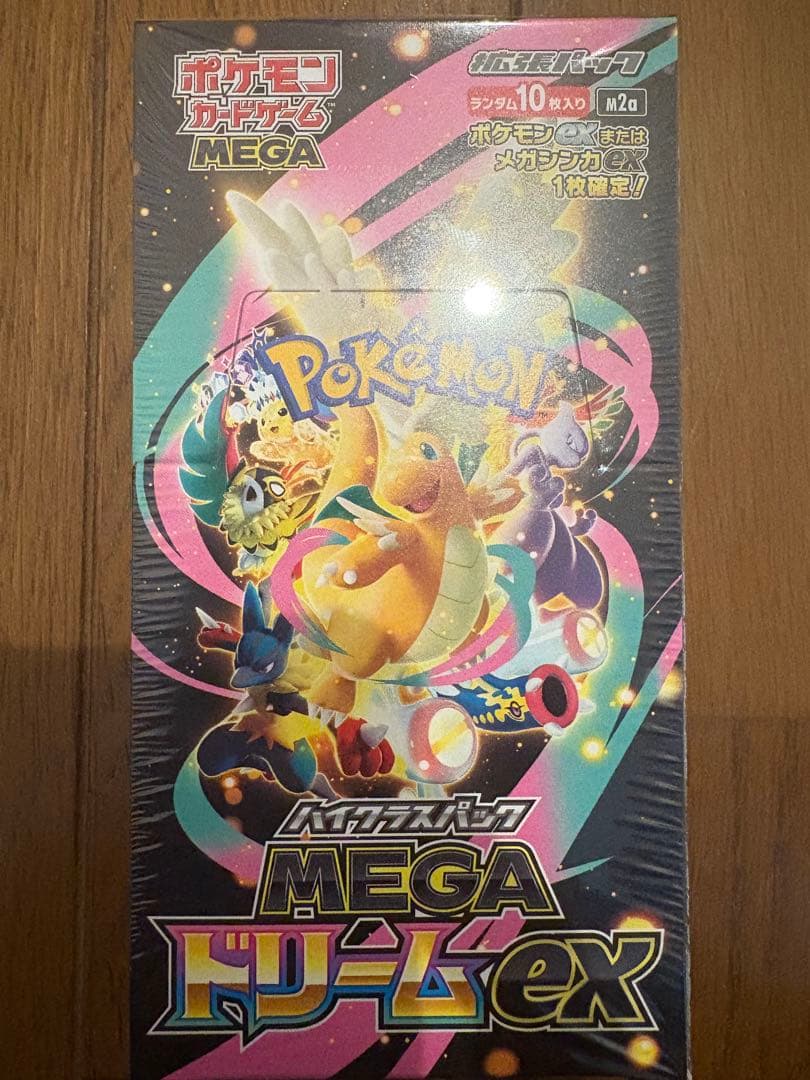 ポケモン
カードゲーム™
MEGA
拡張パック
ランダム10枚入り
M2a
ポケモンexまたは
メガシンカex
1枚確定!
POKéMON
ハイクラスパック
MEGA
ドリームex